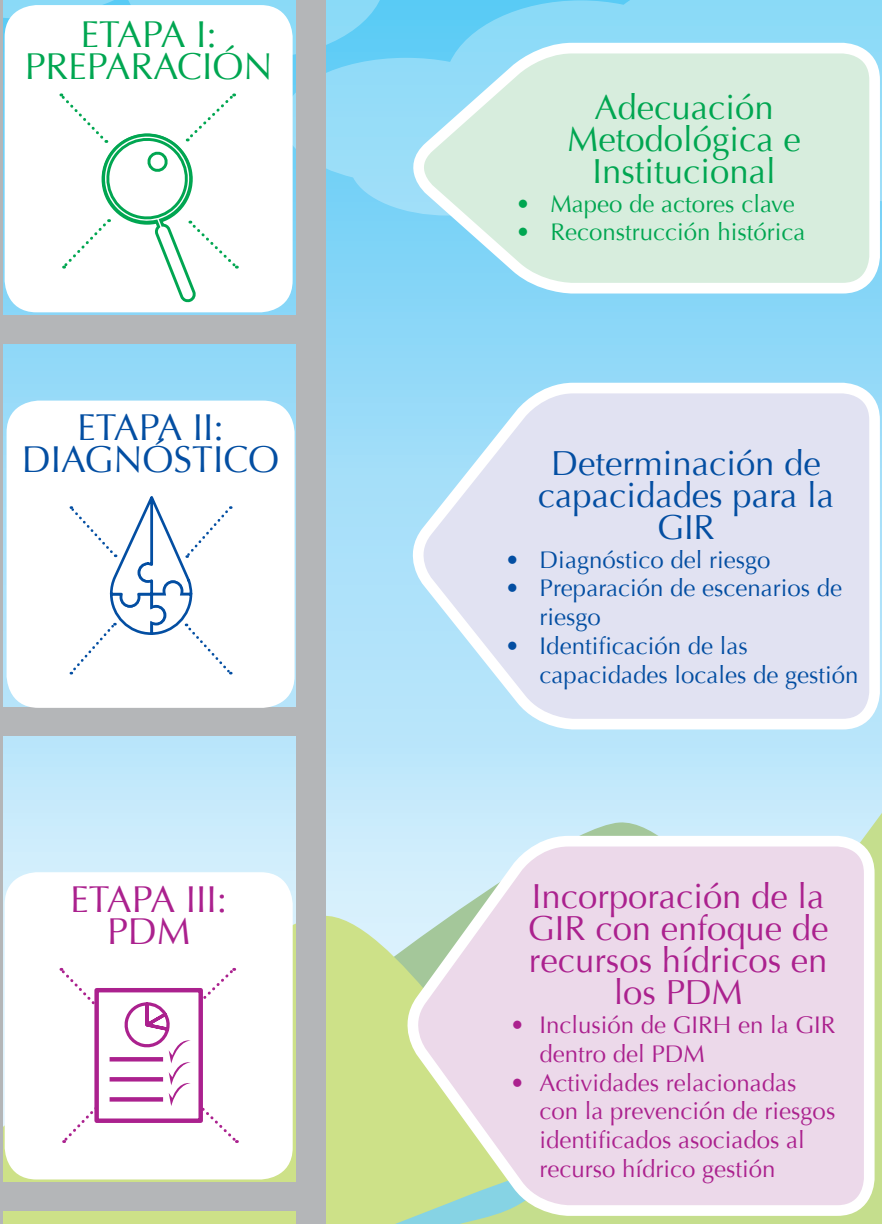 ETAPA I:
PREPARACIÓN
Adecuación
Metodológica e
Institucional
• Mapeo de actores clave
• Reconstrucción histórica
ETAPA II:
DIAGNÓSTICO
Determinación de
capacidades para la
GIR
• Diagnóstico del riesgo
• Preparación de escenarios de
riesgo
• Identificación de las
capacidades locales de gestión
ETAPA III:
PDM
Incorporación de la
GIR con enfoque de
recursos hídricos en
los PDM
• Inclusión de GIRH en la GIR
dentro del PDM
• Actividades relacionadas
con la prevención de riesgos
identificados asociados al
recurso hídrico gestión